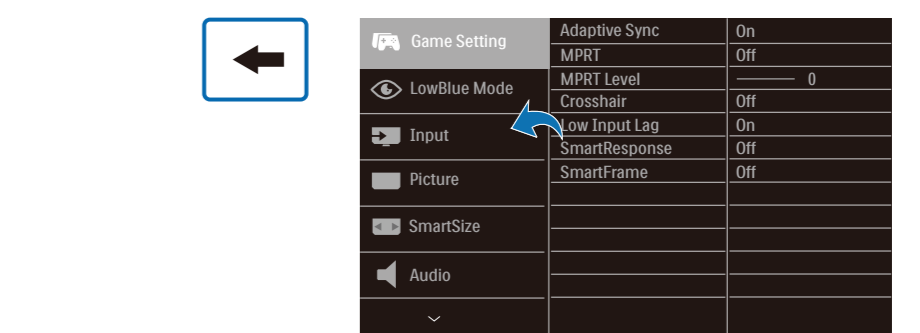 Game Setting
LowBlue Mode
Input
Picture
SmartSize
Audio
Adaptive Sync On
MPRT Off
MPRT Level 0
Crosshair Off
Low Input Lag On
SmartResponse Off
SmartFrame Off